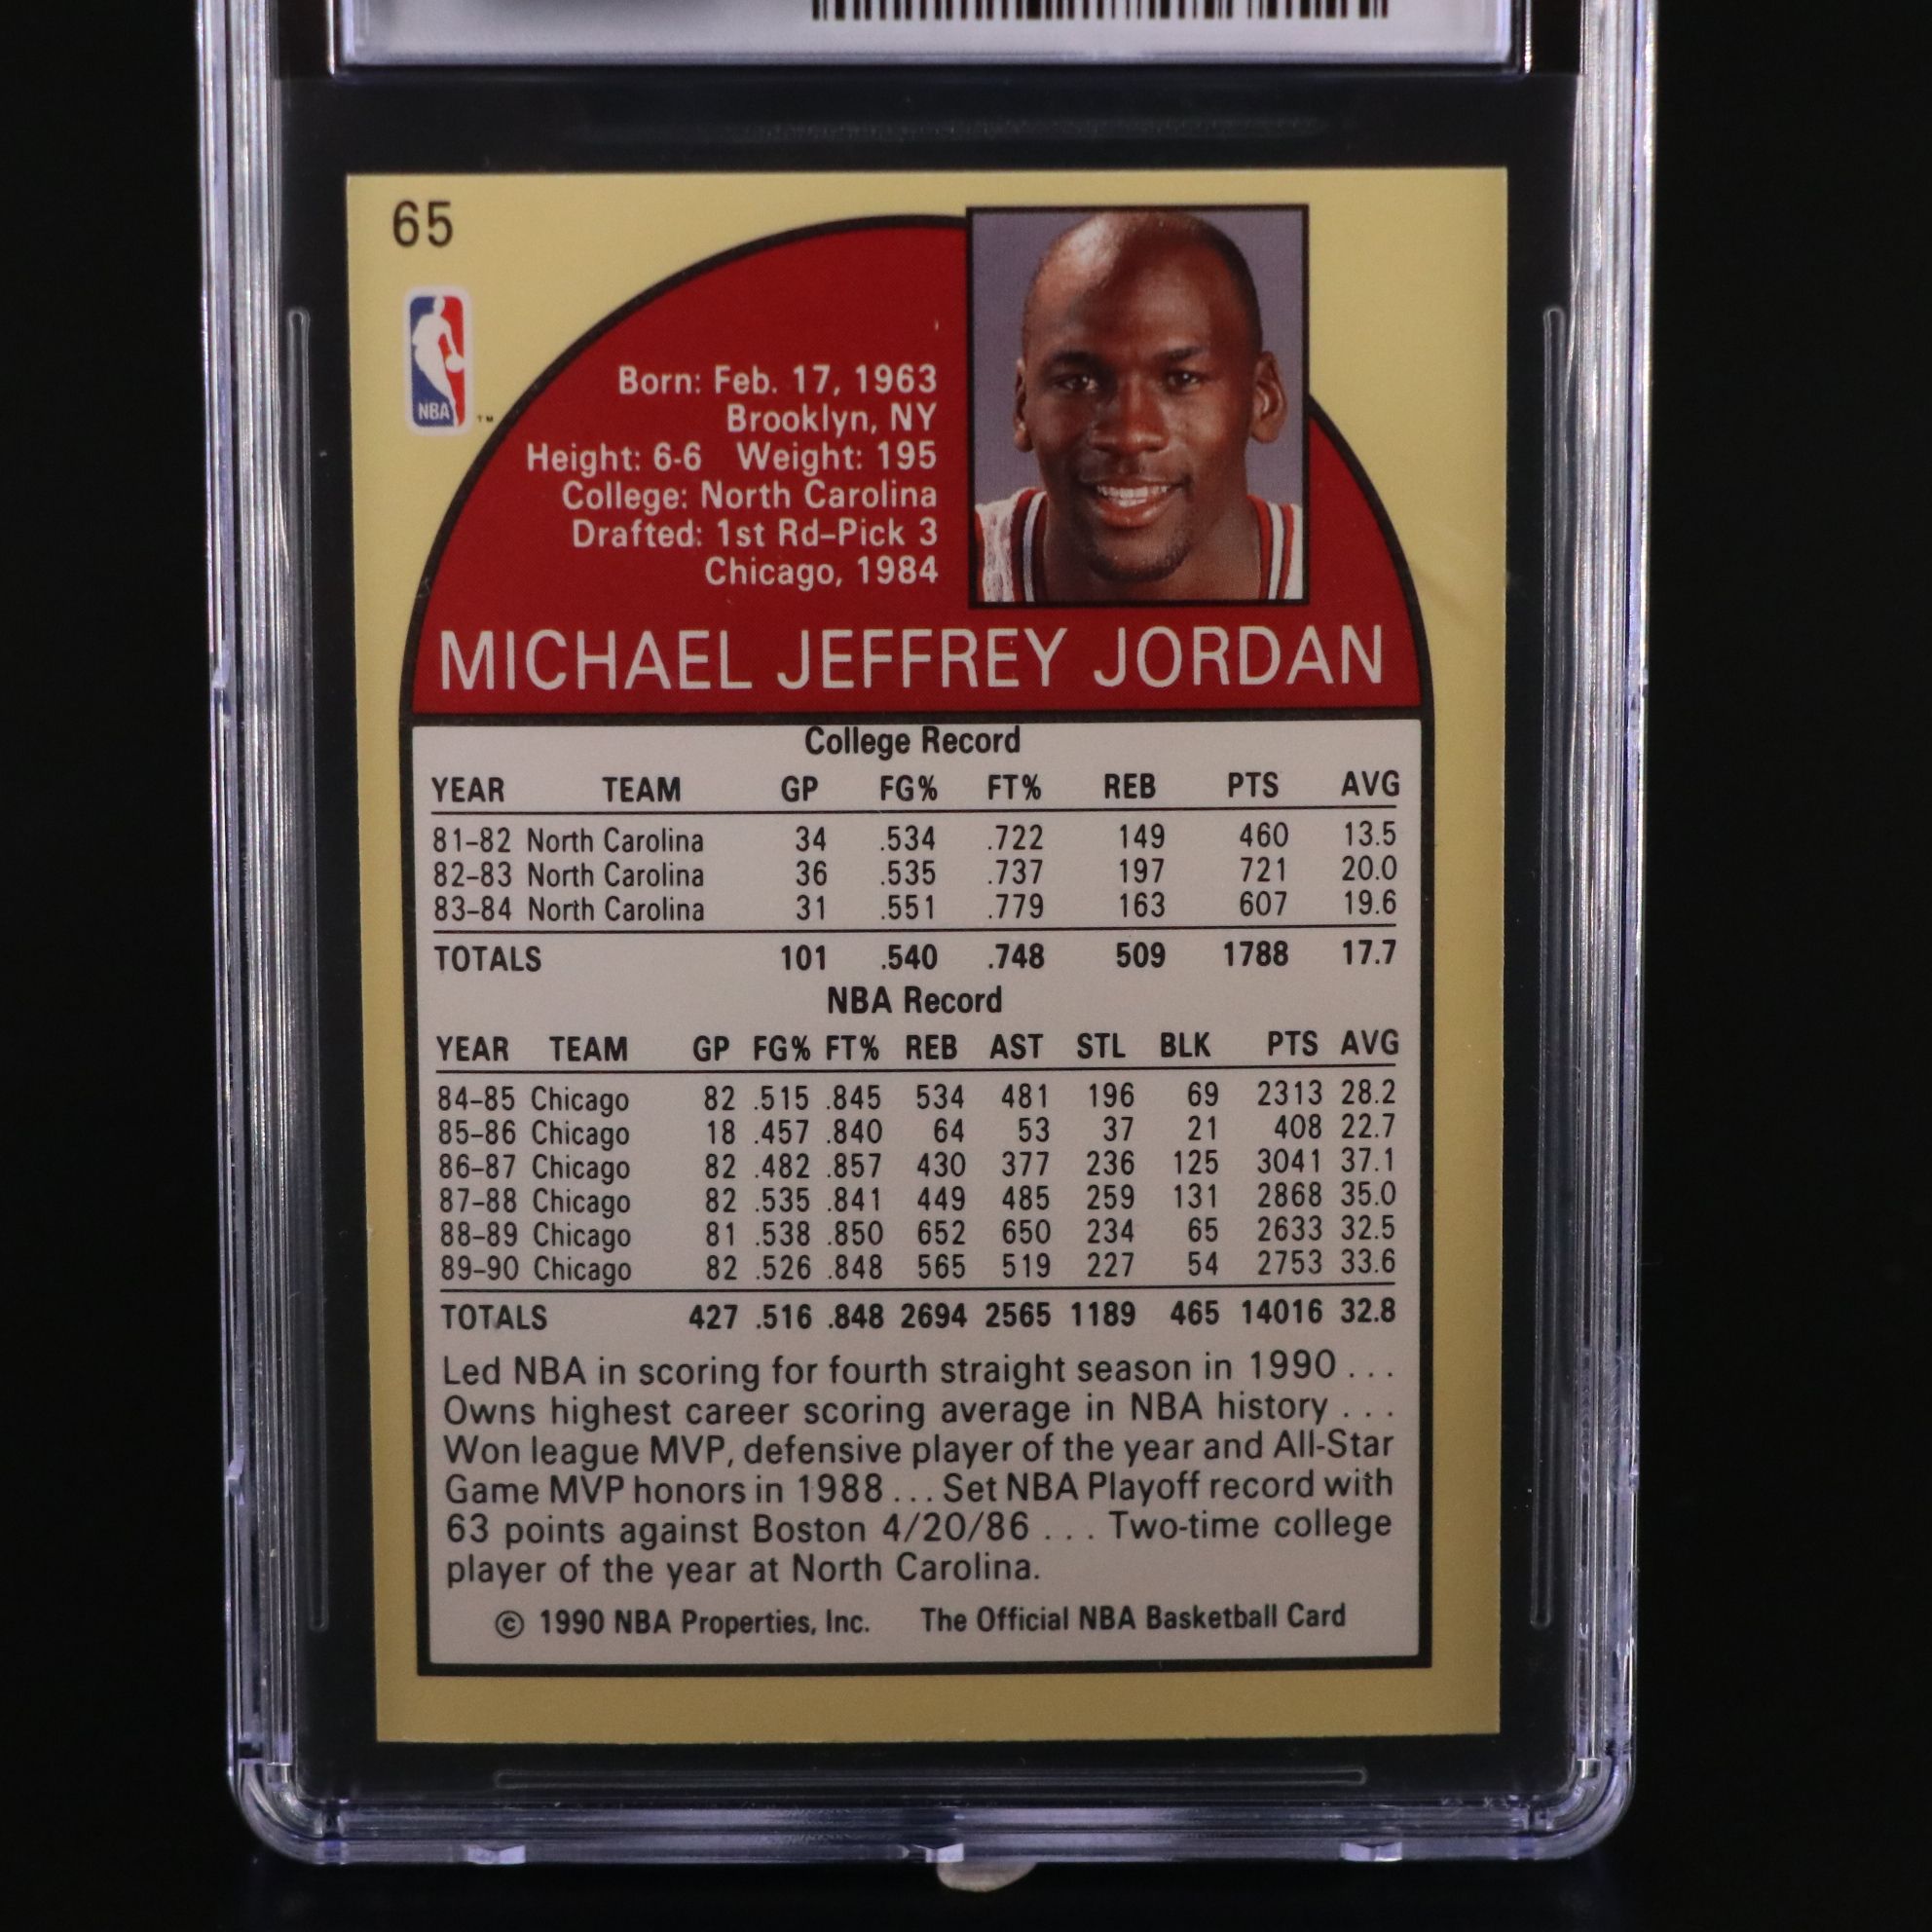 65
NBA
™
Born: Feb. 17, 1963
Brooklyn, NY
Height: 6-6 Weight: 195
College: North Carolina
Drafted: 1st Rd–Pick 3
Chicago, 1984
MICHAEL JEFFREY JORDAN
College Record
YEAR TEAM GP FG% FT% REB PTS AVG
81–82 North Carolina 34 .534 .722 149 460 13.5
82–83 North Carolina 36 .535 .737 197 721 20.0
83–84 North Carolina 31 .551 .779 163 607 19.6
TOTALS 101 .540 .748 509 1788 17.7
NBA Record
YEAR TEAM GP FG% FT% REB AST STL BLK PTS AVG
84–85 Chicago 82 .515 .845 534 481 196 69 2313 28.2
85–86 Chicago 18 .457 .840 64 53 37 21 408 22.7
86–87 Chicago 82 .482 .857 430 377 236 125 3041 37.1
87–88 Chicago 82 .535 .841 449 485 259 131 2868 35.0
88–89 Chicago 81 .538 .850 652 650 234 65 2633 32.5
89–90 Chicago 82 .526 .848 565 519 227 54 2753 33.6
TOTALS 427 .516 .848 2694 2565 1189 465 14016 32.8
Led NBA in scoring for fourth straight season in 1990 . . .
Owns highest career scoring average in NBA history . . .
Won league MVP, defensive player of the year and All-Star
Game MVP honors in 1988 . . . Set NBA Playoff record with
63 points against Boston 4/20/86 . . . Two-time college
player of the year at North Carolina.
© 1990 NBA Properties, Inc. The Official NBA Basketball Card